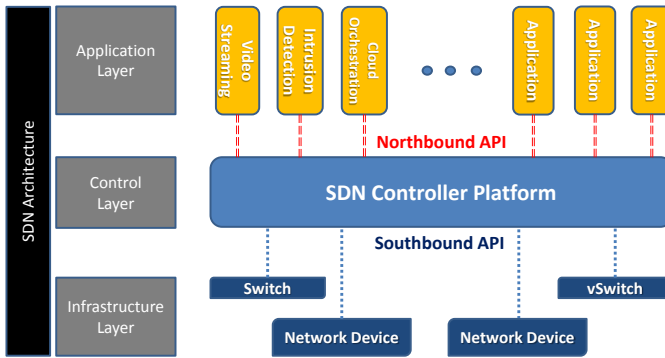 SDN Architecture
Application
Layer
Video
Streaming
Intrusion
Detection
Cloud
Orchestration
Application
Application
Application
Northbound API
Control
Layer
SDN Controller Platform
Southbound API
Infrastructure
Layer
Switch
vSwitch
Network Device
Network Device